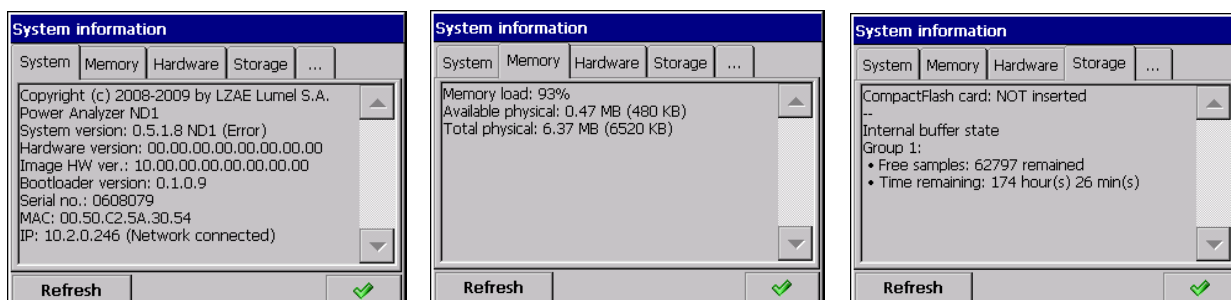 System information
System Memory Hardware Storage ...
Copyright (c) 2008-2009 by LZAE Lumel S.A.
Power Analyzer ND1
System version: 0.5.1.8 ND1 (Error)
Hardware version: 00.00.00.00.00.00.00.00
Image HW ver.: 10.00.00.00.00.00.00.00
Bootloader version: 0.1.0.9
Serial no.: 0608079
MAC: 00.50.C2.5A.30.54
IP: 10.2.0.246 (Network connected)
Refresh
System information
System Memory Hardware Storage ...
Memory load: 93%
Available physical: 0.47 MB (480 KB)
Total physical: 6.37 MB (6520 KB)
Refresh
System information
System Memory Hardware Storage ...
CompactFlash card: NOT inserted
--
Internal buffer state
Group 1:
• Free samples: 62797 remained
• Time remaining: 174 hour(s) 26 min(s)
Refresh